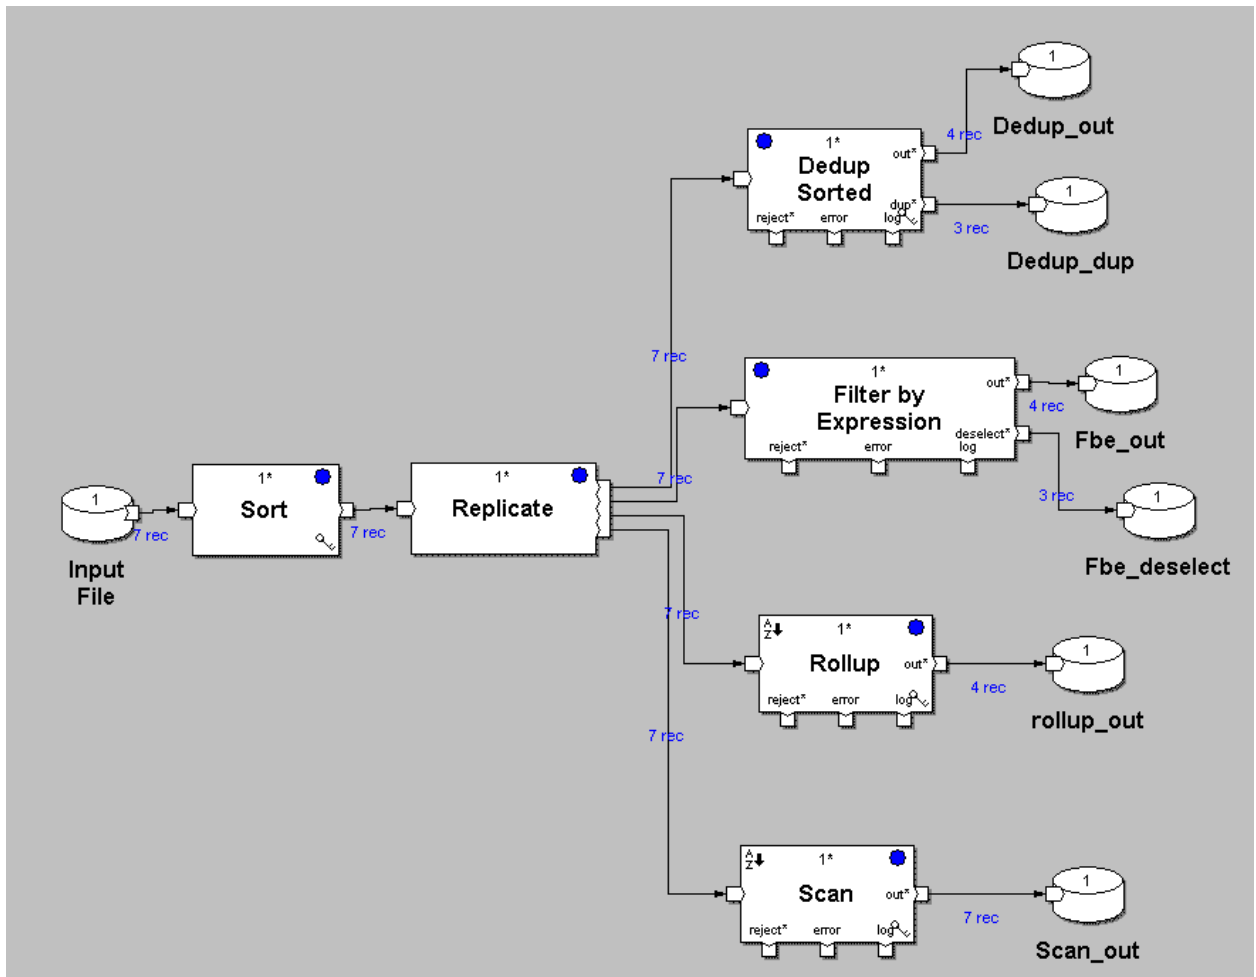 1
Dedup_out
4 rec
1*
out*
Dedup
Sorted
dup*
reject* error log
3 rec
1
Dedup_dup
7 rec
1*
out*
Filter by
Expression
deselect*
reject* error log
4 rec
1
Fbe_out
3 rec
1
Fbe_deselect
7 rec
1
Input
File
7 rec
1*
Sort
7 rec
1*
Replicate
7 rec
1*
Rollup
out*
reject* error log
A
Z
4 rec
1
rollup_out
7 rec
1*
Scan
out*
reject* error log
A
Z
7 rec
1
Scan_out